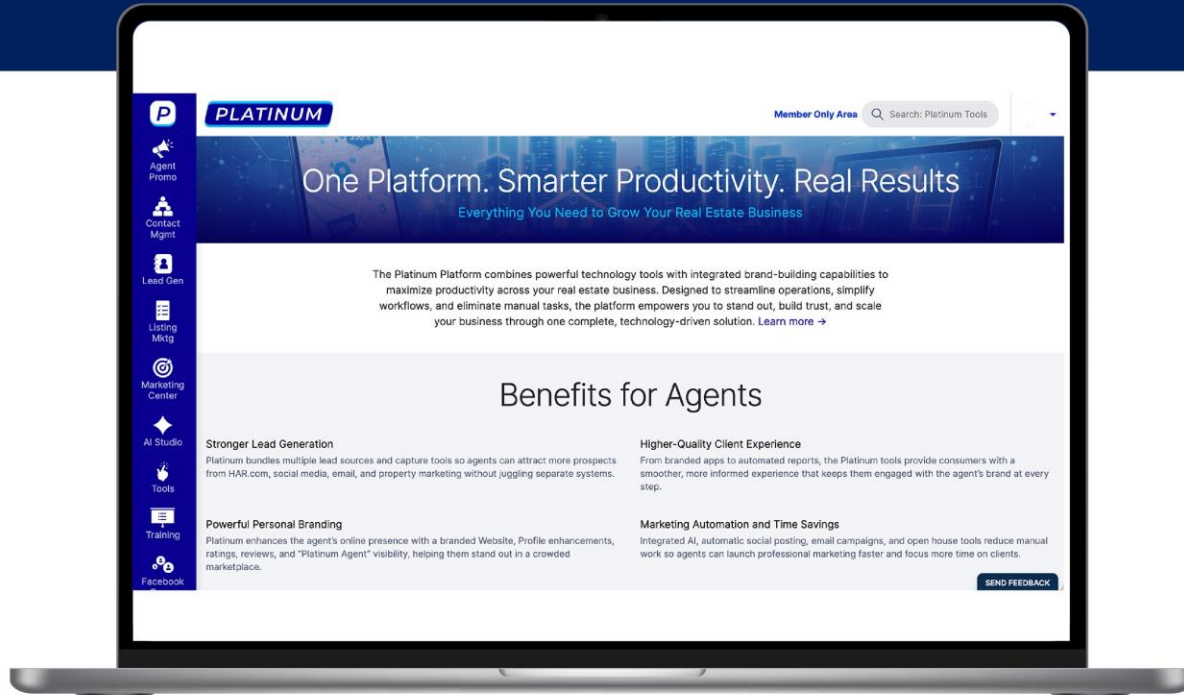 P
PLATINUM
Member Only Area
Search: Platinum Tools
Agent
Promo
Contact
Mgmt
Lead Gen
Listing
Mktg
Marketing
Center
AI Studio
Tools
Training
Facebook
One Platform. Smarter Productivity. Real Results
Everything You Need to Grow Your Real Estate Business
The Platinum Platform combines powerful technology tools with integrated brand-building capabilities to
maximize productivity across your real estate business. Designed to streamline operations, simplify
workflows, and eliminate manual tasks, the platform empowers you to stand out, build trust, and scale
your business through one complete, technology-driven solution. Learn more →
Benefits for Agents
Stronger Lead Generation
Platinum bundles multiple lead sources and capture tools so agents can attract more prospects
from HAR.com, social media, email, and property marketing without juggling separate systems.
Higher-Quality Client Experience
From branded apps to automated reports, the Platinum tools provide consumers with a
smoother, more informed experience that keeps them engaged with the agent's brand at every
step.
Powerful Personal Branding
Platinum enhances the agent's online presence with a branded Website, Profile enhancements,
ratings, reviews, and "Platinum Agent" visibility, helping them stand out in a crowded
marketplace.
Marketing Automation and Time Savings
Integrated AI, automatic social posting, email campaigns, and open house tools reduce manual
work so agents can launch professional marketing faster and focus more time on clients.
SEND FEEDBACK